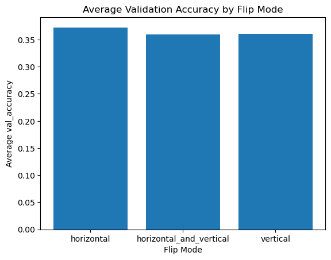 Average Validation Accuracy by Flip Mode
Average val_accuracy
0.35
0.30
0.25
0.20
0.15
0.10
0.05
0.00
horizontal horizontal_and_vertical vertical
Flip Mode